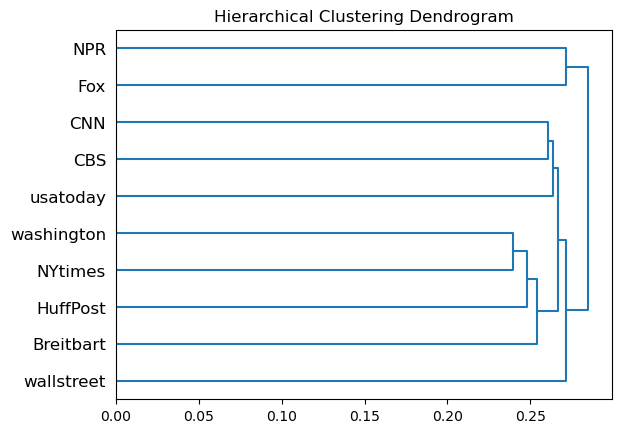 Hierarchical Clustering Dendrogram
NPR
Fox
CNN
CBS
usatoday
washington
NYtimes
HuffPost
Breitbart
wallstreet
0.00 0.05 0.10 0.15 0.20 0.25